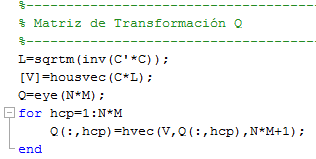 %---------------------------------------
% Matriz de Transformación Q
%---------------------------------------
L=sqrtm(inv(C'*C));
[V]=housvec(C*L);
Q=eye(N*M);
for hcp=1:N*M
    Q(:,hcp)=hvec(V,Q(:,hcp),N*M+1);
end